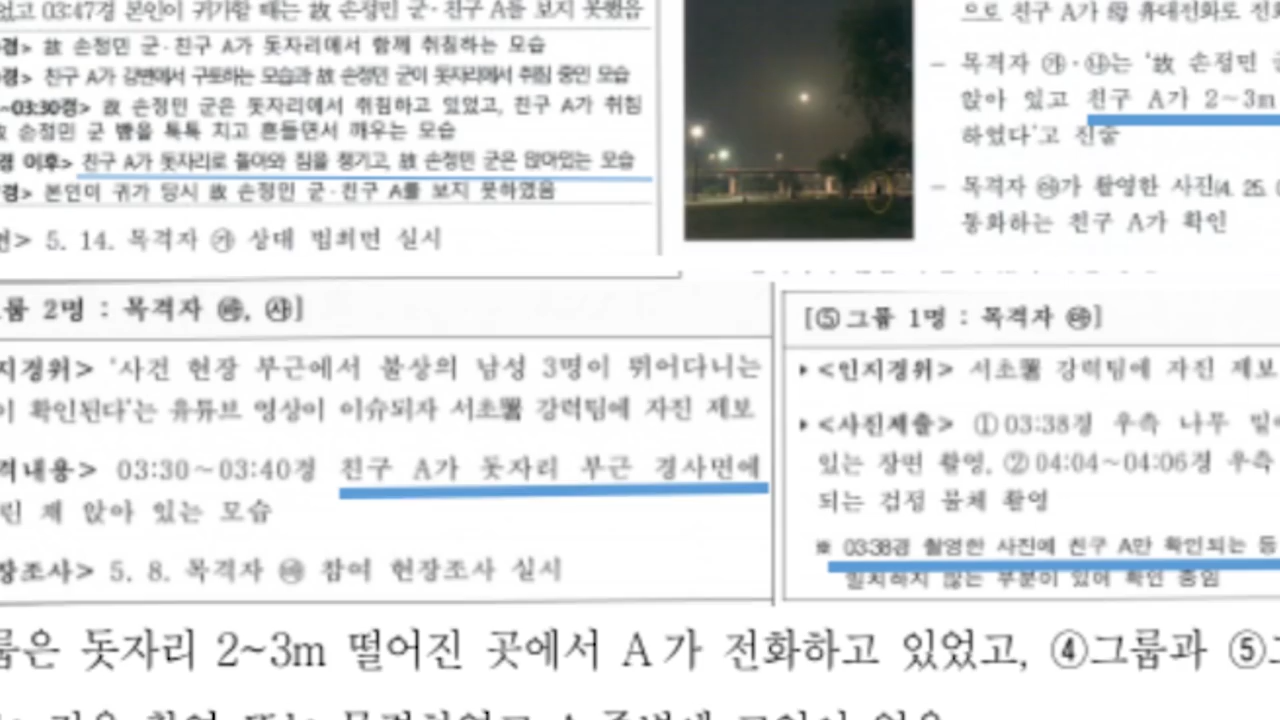 었고 03:47경 본인이 귀가할 때는 故 손정민 군·친구 A를 보지 못했음
경> 故 손정민 군·친구 A가 돗자리에서 함께 취침하는 모습
경> 친구 A가 강변에서 구토하는 모습과 故 손정민 군이 돗자리에서 취침 중인 모습
~03:30경> 故 손정민 군은 돗자리에서 취침하고 있었고, 친구 A가 취침
손정민 군 뺨을 툭툭 치고 흔들면서 깨우는 모습
경 이후> 친구 A가 돗자리로 돌아와 짐을 챙기고, 故 손정민 군은 앉아있는 모습
경> 본인이 귀가 당시 故 손정민 군·친구 A를 보지 못하였음
> 5. 14. 목격자 ㉮ 상대 법최면 실시
으로 친구 A가 母 휴대전화로 전화
- 목격자 ㉮·㉯는 '故 손정민 군
앉아 있고 친구 A가 2~3m
하였다'고 진술
- 목격자 ㉳가 촬영한 사진(4. 25.
통화하는 친구 A가 확인
그룹 2명 : 목격자 ㉳, ㉴]
지경위> '사건 현장 부근에서 불상의 남성 3명이 뛰어다니는
이 확인된다'는 유튜브 영상이 이슈되자 서초署 강력팀에 자진 제보
격내용> 03:30~03:40경 친구 A가 돗자리 부근 경사면에
린 채 앉아 있는 모습
장조사> 5. 8. 목격자 ㉳ 참여 현장조사 실시
[⑤그룹 1명 : 목격자 ㉳]
▸<인지경위> 서초署 강력팀에 자진 제보
▸<사진제출> ①03:38경 우측 나무 밑에
있는 장면 촬영, ②04:04~04:06경 우측
되는 검정 물체 촬영
※ 03:38경 촬영한 사진에 친구 A만 확인되는 등
일치하지 않는 부분이 있어 확인 중임
룹은 돗자리 2~3m 떨어진 곳에서 A가 전화하고 있었고, ④그룹과 ⑤그